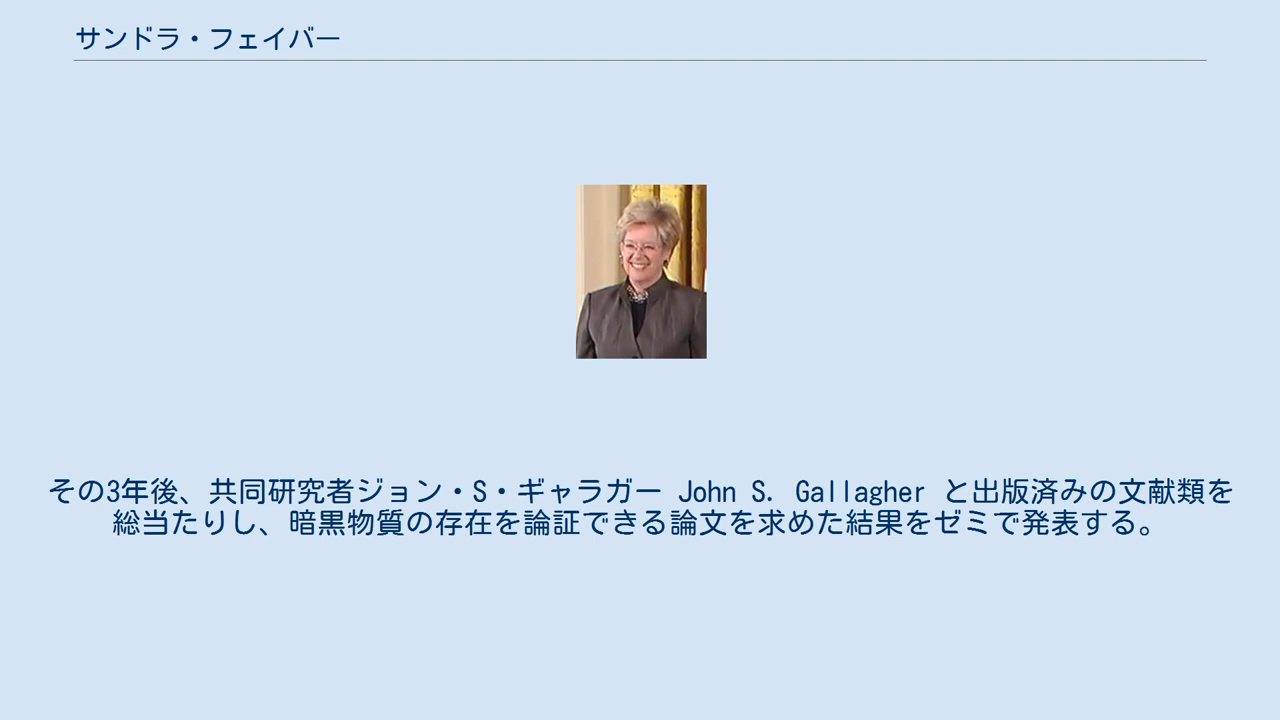 サンドラ・フェイバー
その3年後、共同研究者ジョン・S・ギャラガー John S. Gallagher と出版済みの文献類を
総当たりし、暗黒物質の存在を論証できる論文を求めた結果をゼミで発表する。